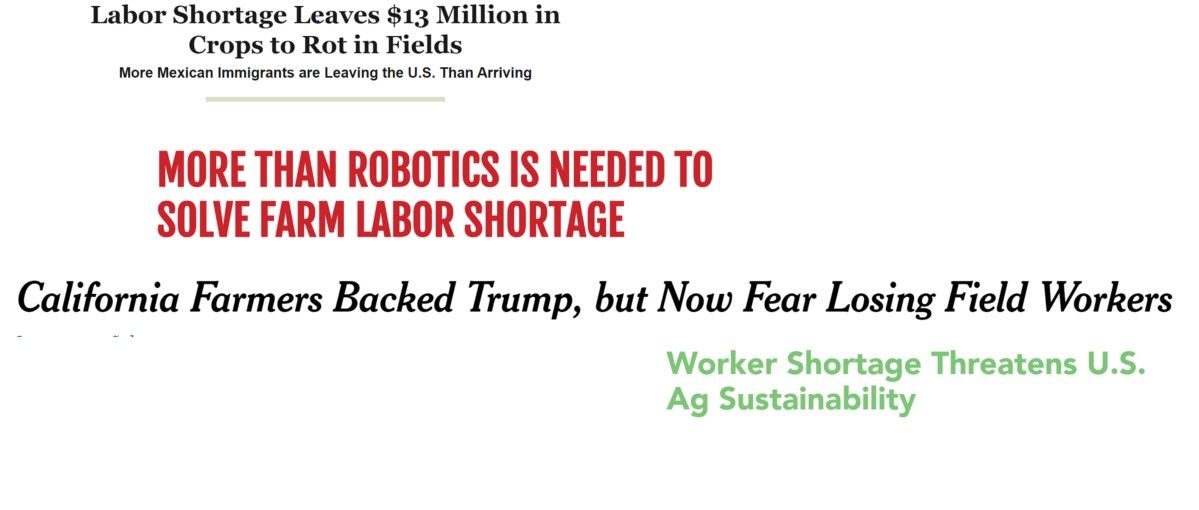 Labor Shortage Leaves $13 Million in
Crops to Rot in Fields
More Mexican Immigrants are Leaving the U.S. Than Arriving
MORE THAN ROBOTICS IS NEEDED TO
SOLVE FARM LABOR SHORTAGE
California Farmers Backed Trump, but Now Fear Losing Field Workers
Worker Shortage Threatens U.S.
Ag Sustainability